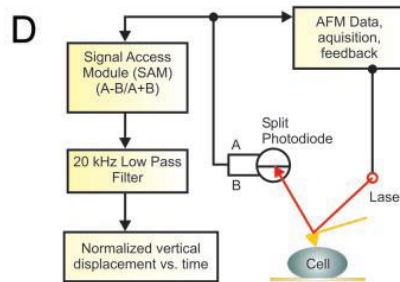 D
Signal Access
Module (SAM)
(A-B/A+B)
20 kHz Low Pass
Filter
Normalized vertical
displacement vs. time
AFM Data,
aquisition,
feedback
Split
Photodiode
A
B
Lase
Cell